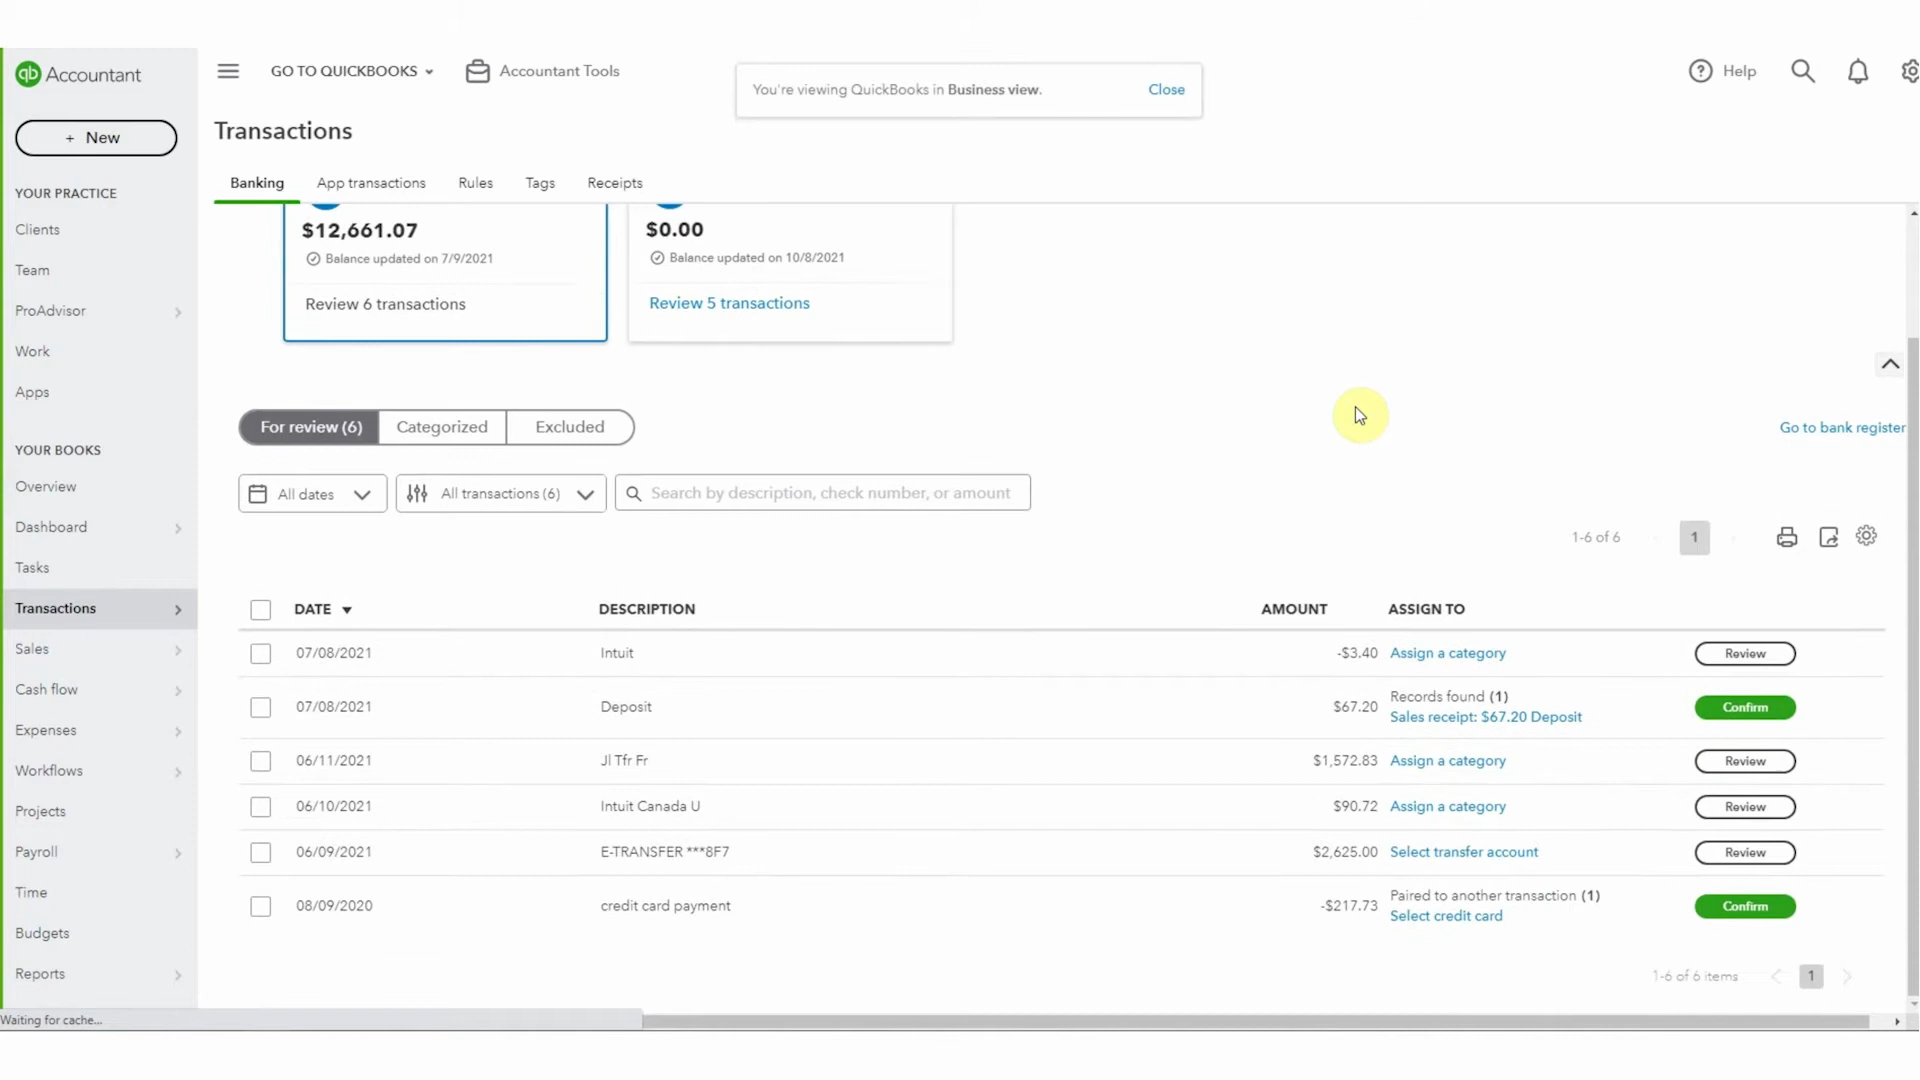 qb Accountant
GO TO QUICKBOOKS
Accountant Tools
You're viewing QuickBooks in Business view.
Close
Help
+ New
Transactions
Banking
App transactions
Rules
Tags
Receipts
YOUR PRACTICE
Clients
Team
ProAdvisor
Work
Apps
YOUR BOOKS
Overview
Dashboard
Tasks
Transactions
Sales
Cash flow
Expenses
Workflows
Projects
Payroll
Time
Budgets
Reports
$12,661.07
Balance updated on 7/9/2021
Review 6 transactions
$0.00
Balance updated on 10/8/2021
Review 5 transactions
For review (6)
Categorized
Excluded
Go to bank register
All dates
All transactions (6)
Search by description, check number, or amount
1-6 of 6
1
DATE DESCRIPTION AMOUNT ASSIGN TO
07/08/2021 Intuit -$3.40 Assign a category Review
07/08/2021 Deposit $67.20 Records found (1) Confirm
Sales receipt: $67.20 Deposit
06/11/2021 Jl Tfr Fr $1,572.83 Assign a category Review
06/10/2021 Intuit Canada U $90.72 Assign a category Review
06/09/2021 E-TRANSFER ***8F7 $2,625.00 Select transfer account Review
08/09/2020 credit card payment -$217.73 Paired to another transaction (1) Confirm
Select credit card
1-6 of 6 items
1
Waiting for cache...